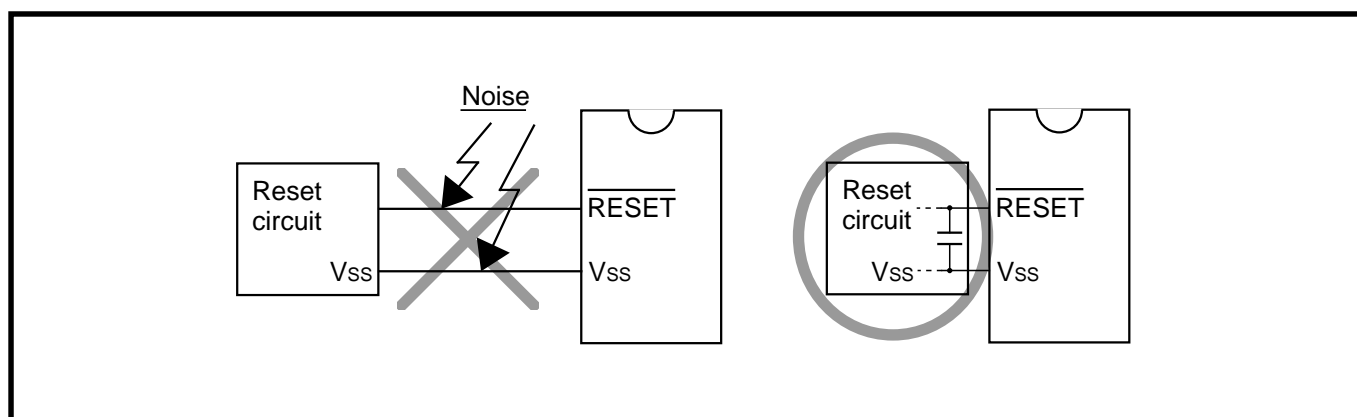 Noise
Reset
circuit
Vss
RESET
Vss
Reset
circuit
Vss
RESET
Vss